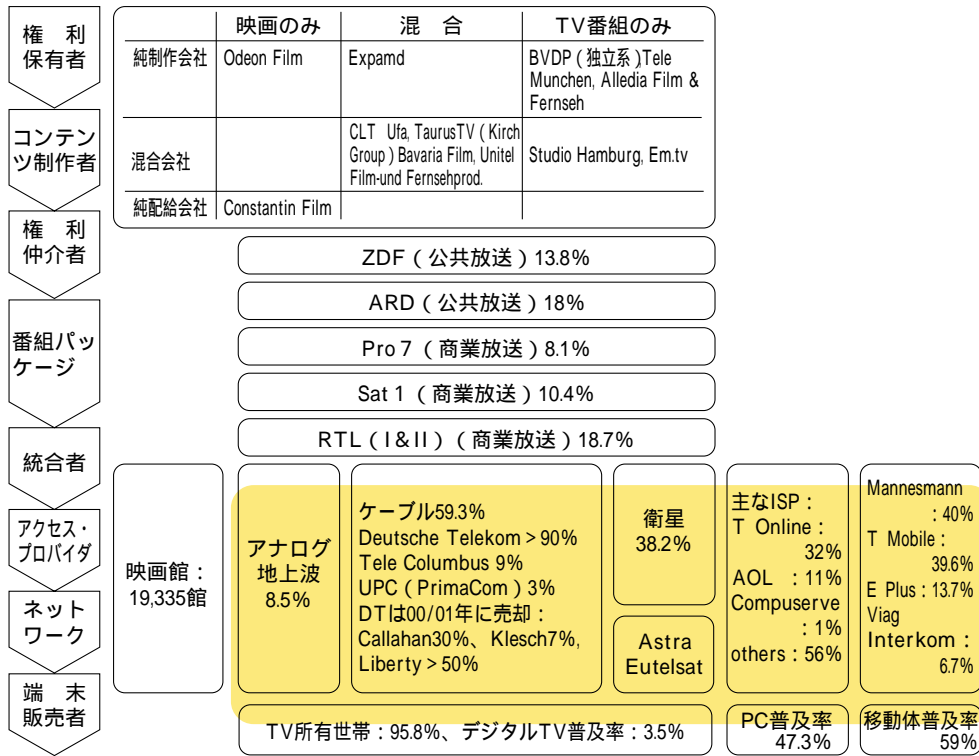 権　利
保有者
コンテン
ツ制作者
権　利
仲介者
番組パッ
ケージ
統合者
アクセス・
プロバイダ
ネット
ワーク
端　末
販売者
映画のみ
混　合
TV番組のみ
純制作会社
Odeon Film
Expamd
BVDP（独立系）,Tele
Munchen, Alledia Film &
Fernseh
混合会社
CLT Ufa, TaurusTV（Kirch
Group）Bavaria Film, Unitel
Film-und Fernsehprod.
Studio Hamburg, Em.tv
純配給会社
Constantin Film
ZDF（公共放送）13.8%
ARD（公共放送）18%
Pro 7（商業放送）8.1%
Sat 1（商業放送）10.4%
RTL（I&II）（商業放送）18.7%
映画館：
19,335館
アナログ
地上波
8.5%
ケーブル59.3%
Deutsche Telekom＞90%
Tele Columbus 9%
UPC（PrimaCom）3%
DTは00/01年に売却：
Callahan30%、Klesch7%,
Liberty＞50%
衛星
38.2%
Astra
Eutelsat
主なISP：
T Online：
32%
AOL ：11%
Compuserve
：1%
others：56%
Mannesmann
：40%
T Mobile：
39.6%
E Plus：13.7%
Viag
Interkom：
6.7%
TV所有世帯：95.8%、デジタルTV普及率：3.5%
PC普及率
47.3%
移動体普及率
59%